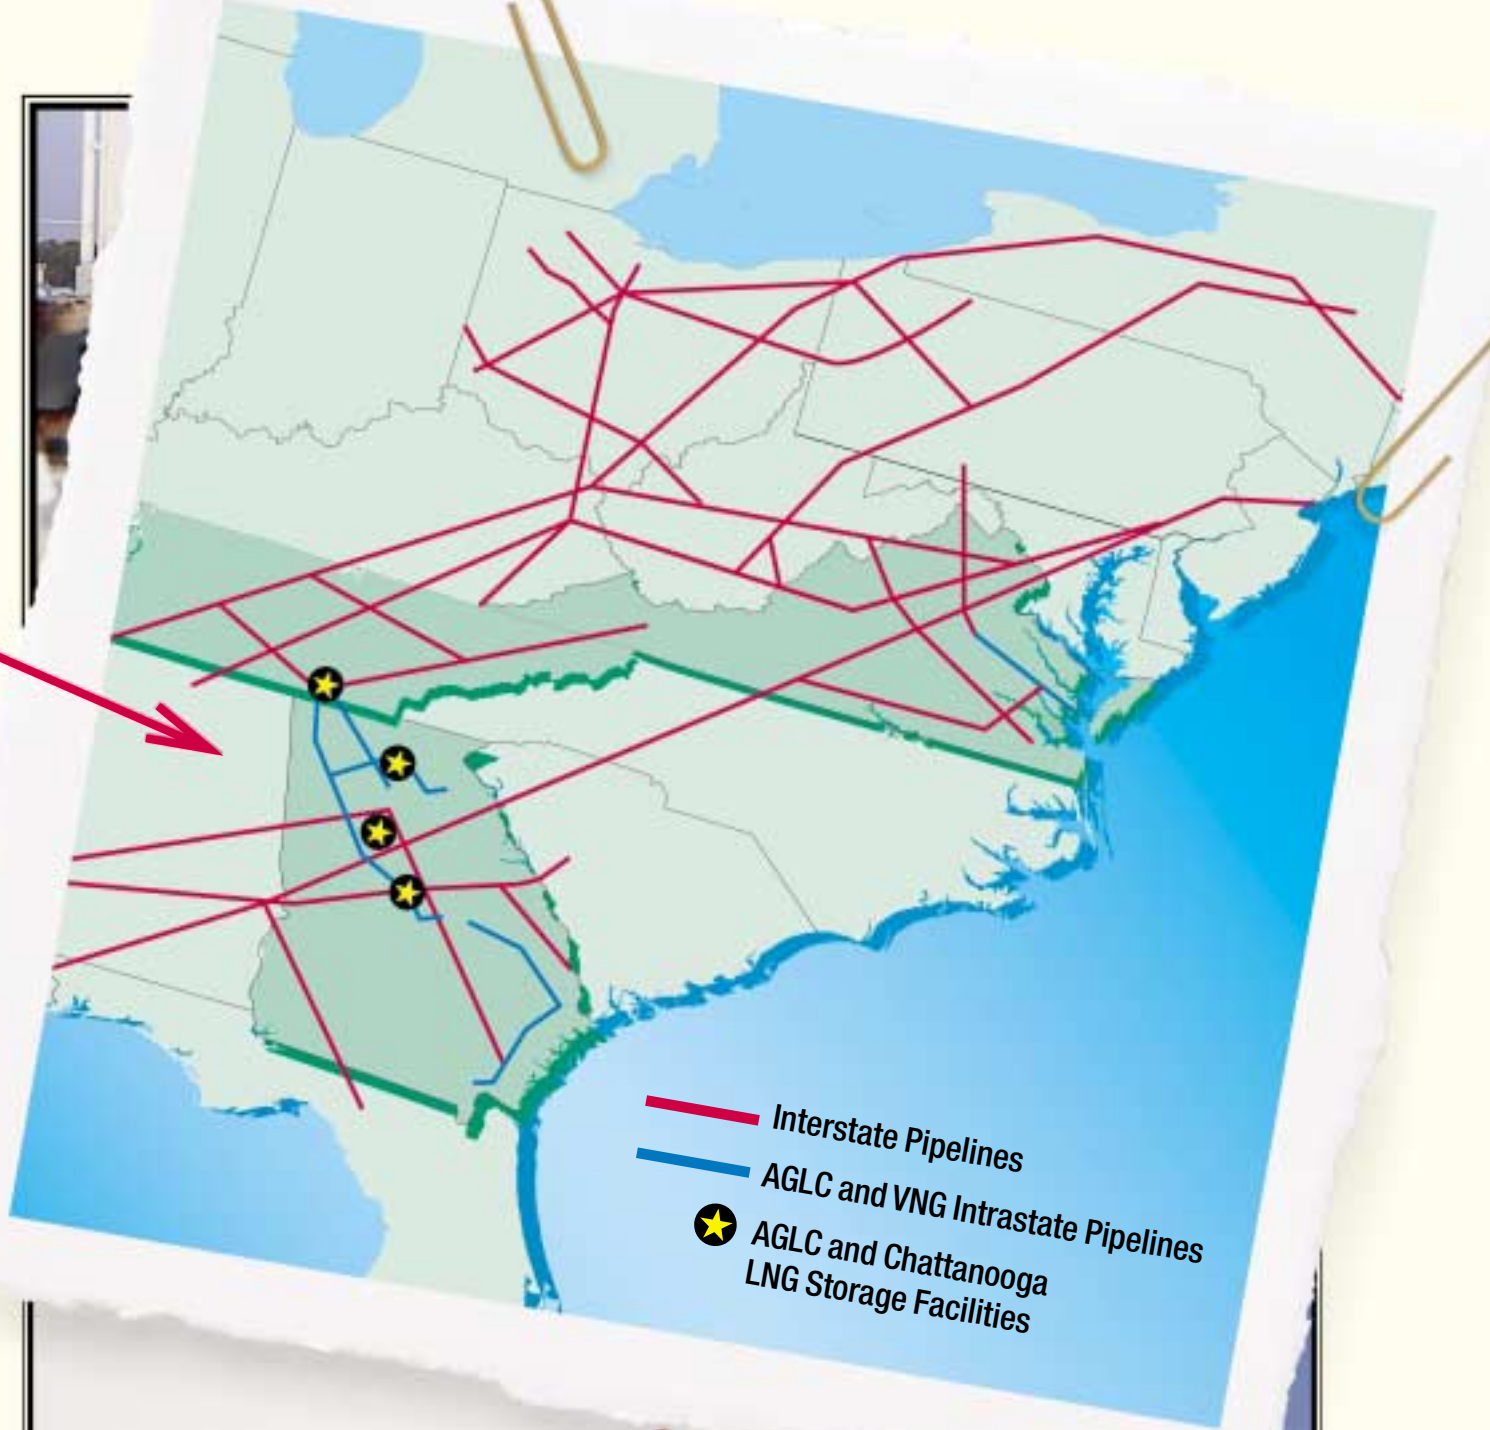 Interstate Pipelines
AGLC and VNG Intrastate Pipelines
AGLC and Chattanooga
LNG Storage Facilities